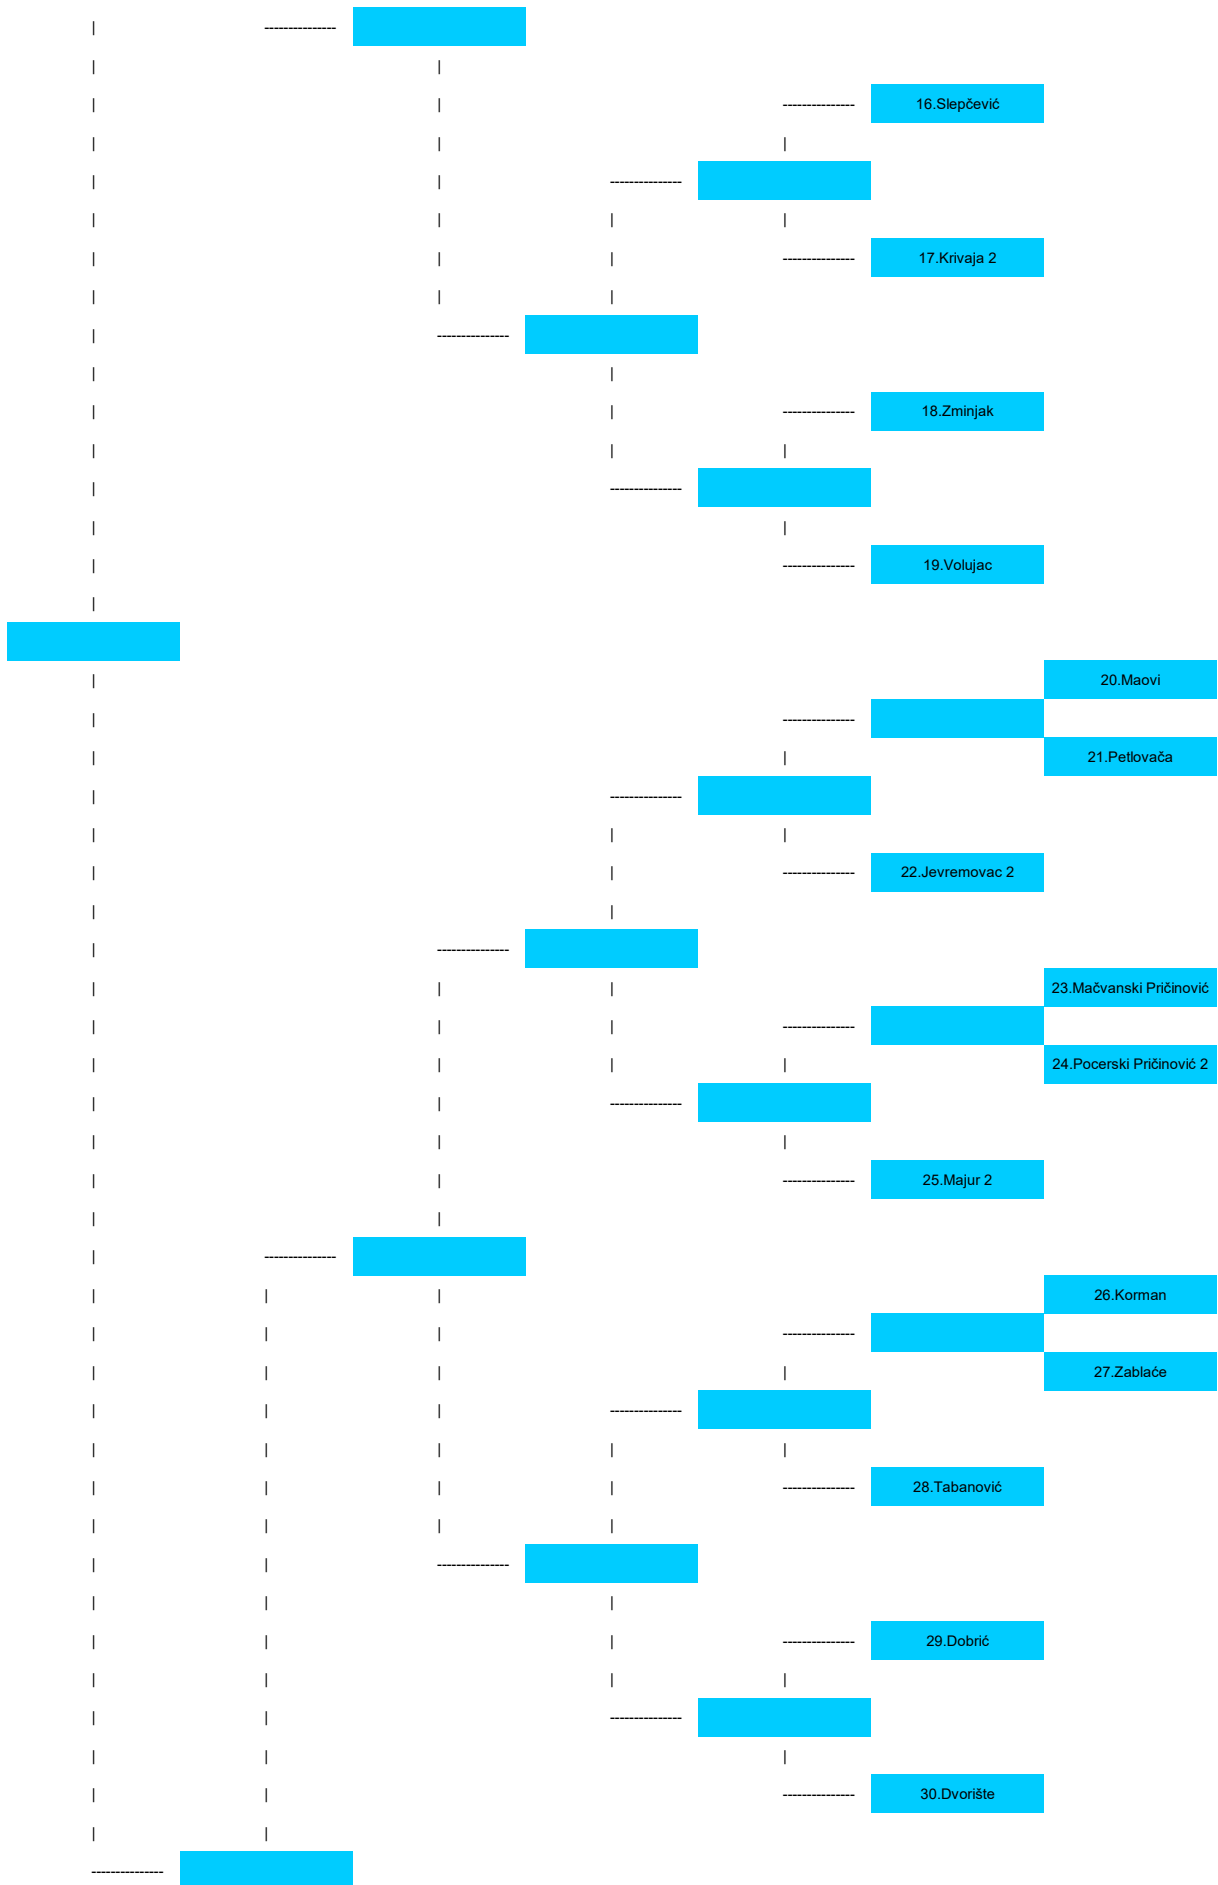 16.Slepčević
17.Krivaja 2
18.Zminjak
19.Volujac
20.Maovi
21.Petlovača
22.Jevremovac 2
23.Mačvanski Pričinović
24.Pocerski Pričinović 2
25.Majur 2
26.Korman
27.Zablaće
28.Tabanović
29.Dobrić
30.Dvorište